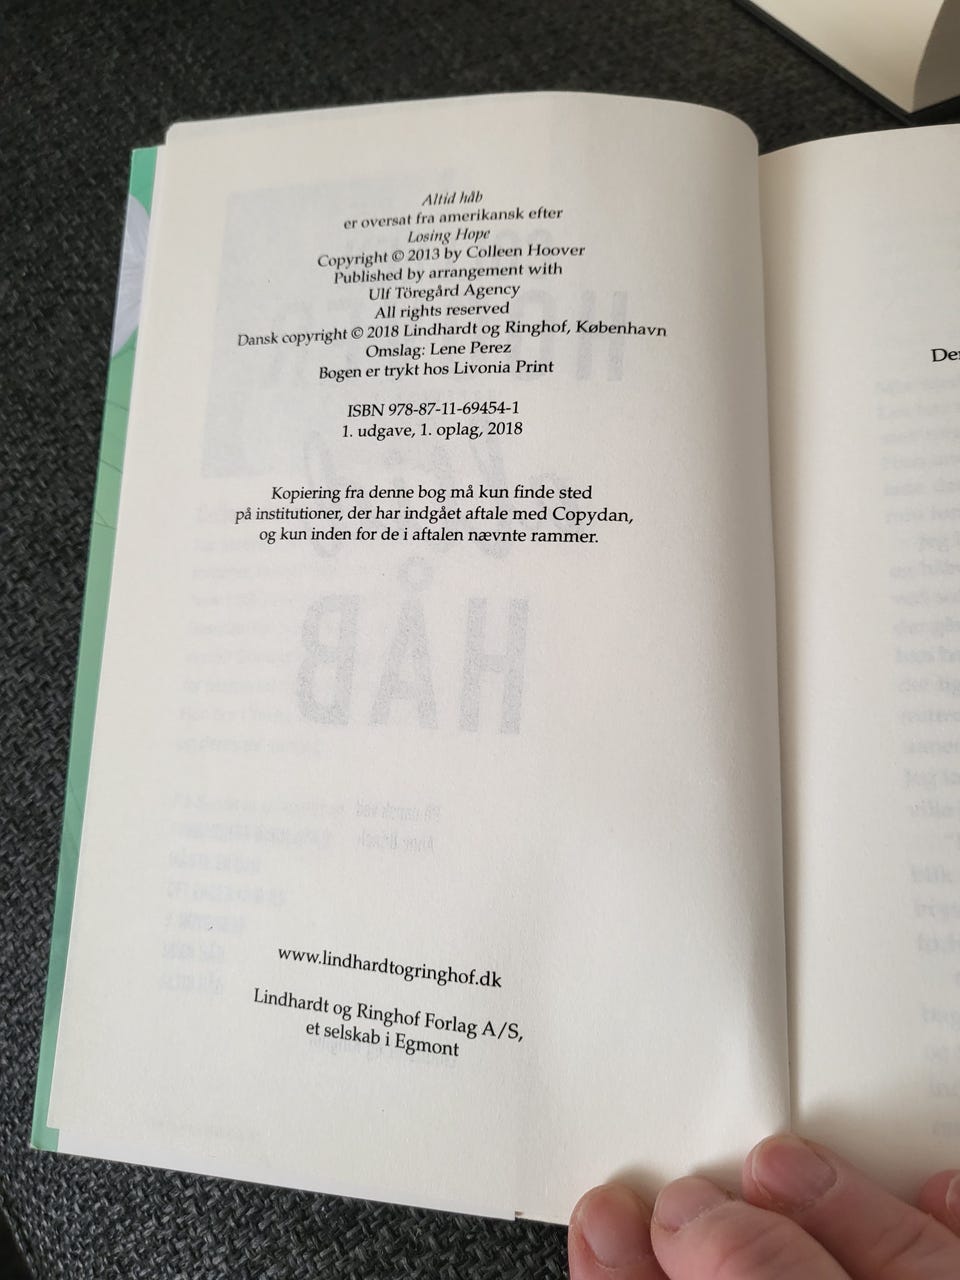 Altid håb
er oversat fra amerikansk efter
Losing Hope
Copyright © 2013 by Colleen Hoover
Published by arrangement with
Ulf Töregård Agency
All rights reserved
Dansk copyright © 2018 Lindhardt og Ringhof, København
Omslag: Lene Perez
Bogen er trykt hos Livonia Print
ISBN 978-87-11-69454-1
1. udgave, 1. oplag, 2018
Kopiering fra denne bog må kun finde sted
på institutioner, der har indgået aftale med Copydan,
og kun inden for de i aftalen nævnte rammer.
HÅB
www.lindhardtogringhof.dk
Lindhardt og Ringhof Forlag A/S,
et selskab i Egmont